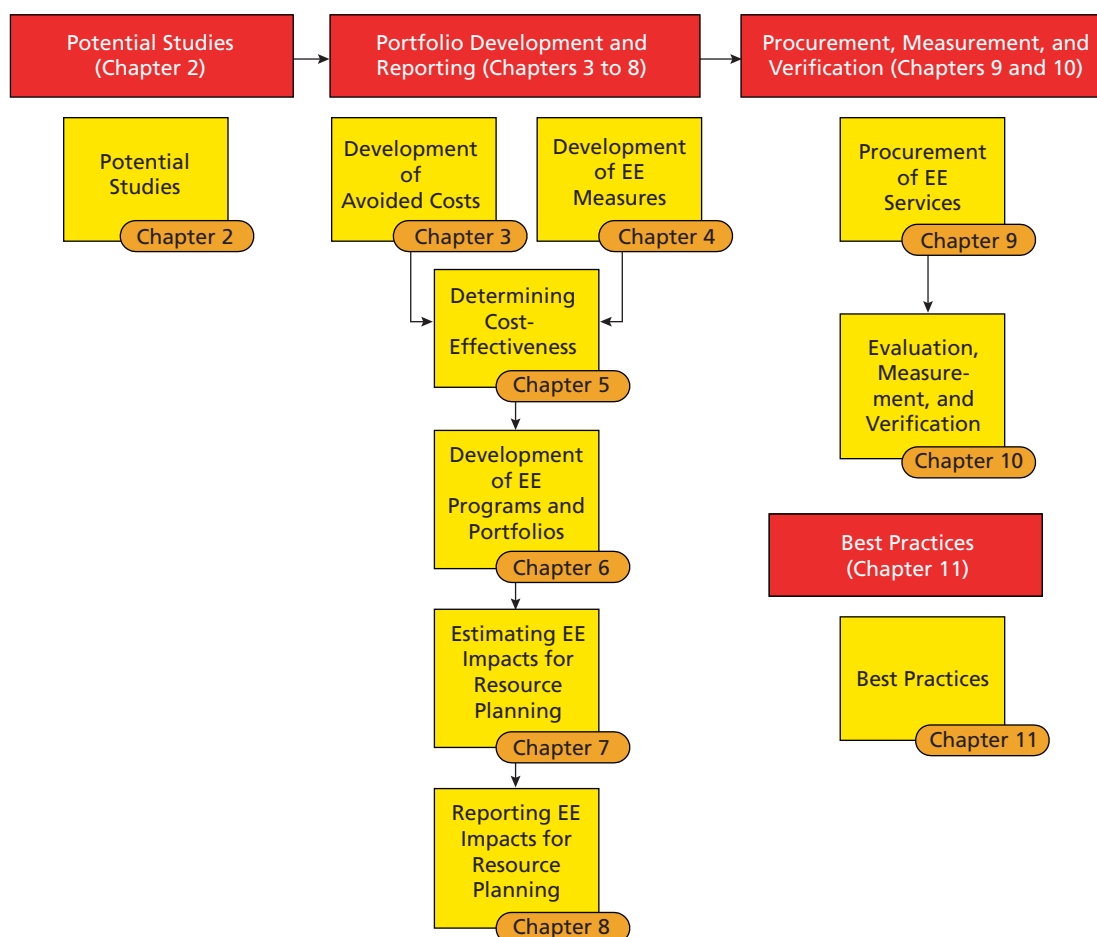 Potential Studies
(Chapter 2)
Portfolio Development and
Reporting (Chapters 3 to 8)
Procurement, Measurement, and
Verification (Chapters 9 and 10)
Potential
Studies
Chapter 2
Development
of
Avoided Costs
Chapter 3
Development
of EE
Measures
Chapter 4
Determining
Cost-
Effectiveness
Chapter 5
Development
of EE
Programs and
Portfolios
Chapter 6
Estimating EE
Impacts for
Resource
Planning
Chapter 7
Reporting EE
Impacts for
Resource
Planning
Chapter 8
Procurement
of EE
Services
Chapter 9
Evaluation,
Measure-
ment, and
Verification
Chapter 10
Best Practices
(Chapter 11)
Best Practices
Chapter 11